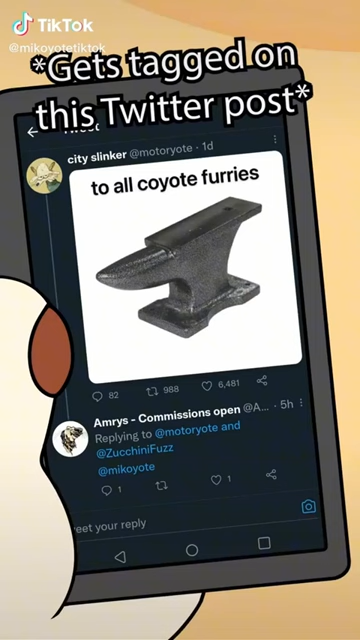 TikTok
@mikoyotetiktok
*Gets tagged on
this Twitter post*
city slinker @motoryote · 1d
to all coyote furries
82 988 6,481
Amrys - Commissions open @A... · 5h
Replying to @motoryote and
@ZucchiniFuzz
@mikoyote
1 1
your reply